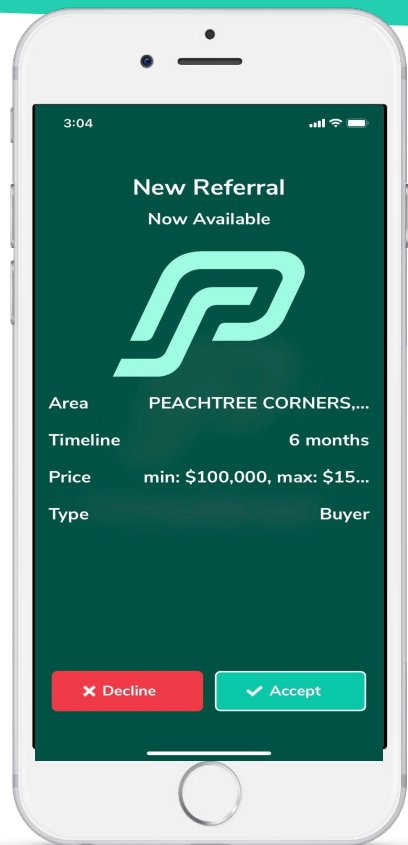 3:04
New Referral
Now Available
Area PEACHTREE CORNERS,...
Timeline 6 months
Price min: $100,000, max: $15...
Type Buyer
Decline Accept